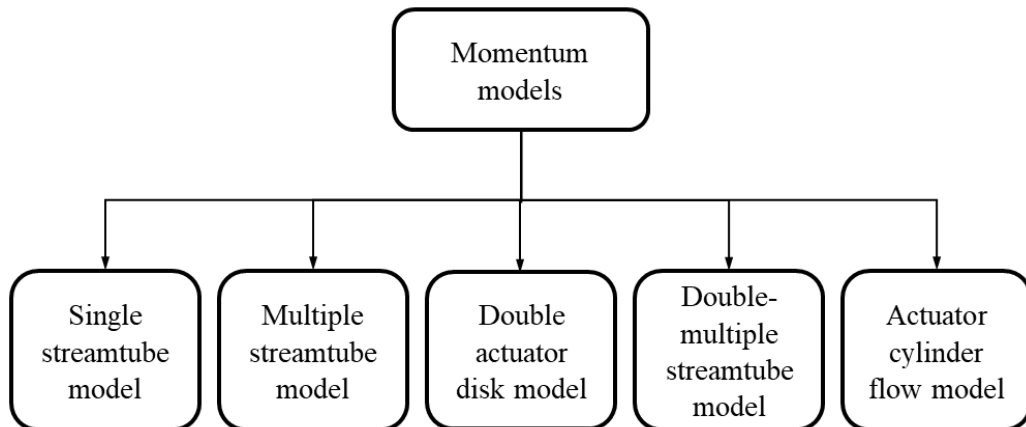 Momentum
models
Single
streamtube
model
Multiple
streamtube
model
Double
actuator
disk model
Double-
multiple
streamtube
model
Actuator
cylinder
flow model